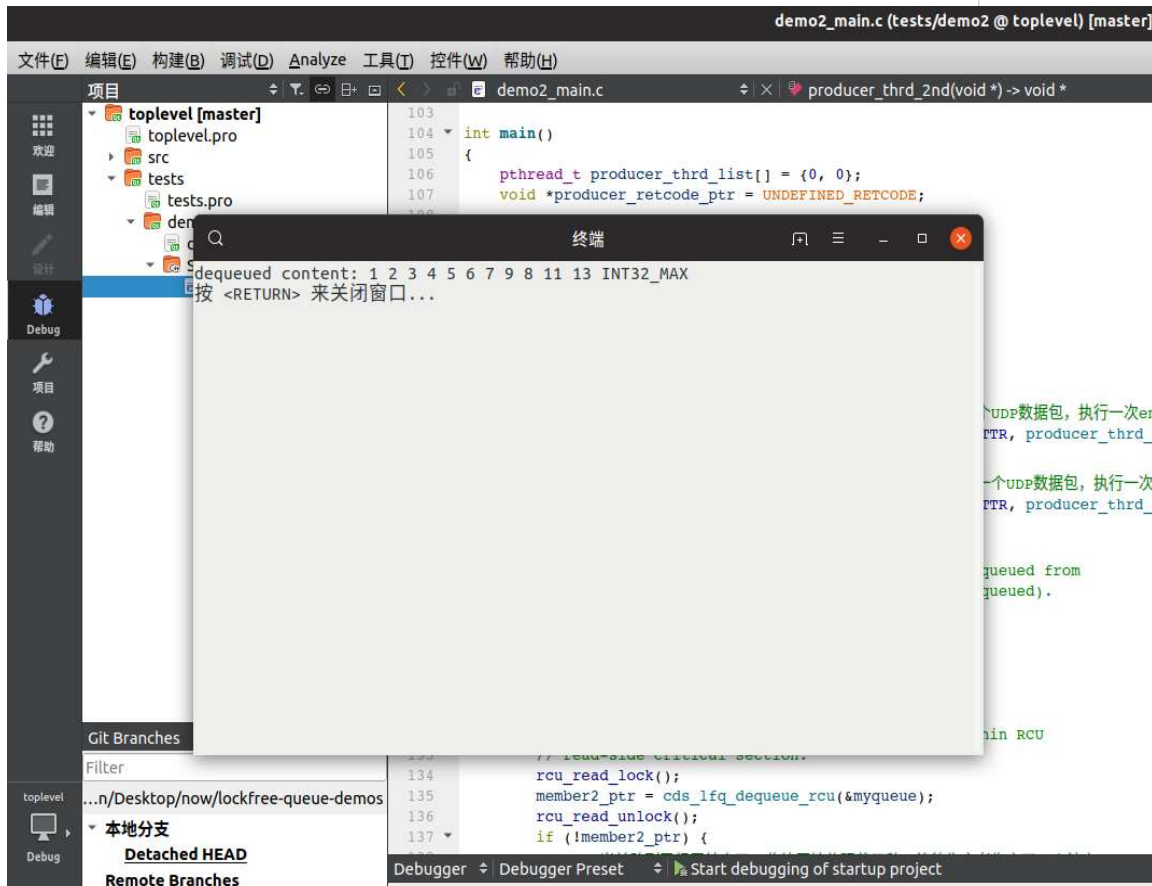 demo2_main.c (tests/demo2 @ toplevel) [master]
文件(F) 编辑(E) 构建(B) 调试(D) Analyze 工具(T) 控件(W) 帮助(H)
项目
demo2_main.c
producer_thrd_2nd(void *) -> void *
欢迎
编辑
设计
Debug
项目
帮助
toplevel [master]
toplevel.pro
src
tests
tests.pro
103
104 int main()
105 {
106 pthread_t producer_thrd_list[] = {0, 0};
107 void *producer_retcode_ptr = UNDEFINED_RETCODE;
终端
dequeued content: 1 2 3 4 5 6 7 9 8 11 13 INT32_MAX
按 <RETURN> 来关闭窗口...
个UDP数据包，执行一次
TTR, producer_thrd_
一个UDP数据包，执行一次
TTR, producer_thrd_
queued from
queued).
RCU
// read-side critical section.
134 rcu_read_lock();
135 member2_ptr = cds_lfq_dequeue_rcu(&myqueue);
136 rcu_read_unlock();
137 if (!member2_ptr) {
Git Branches
Filter
...n/Desktop/now/lockfree-queue-demos
本地分支
Detached HEAD
Remote Branches
toplevel
Debug
Debugger Debugger Preset Start debugging of startup project